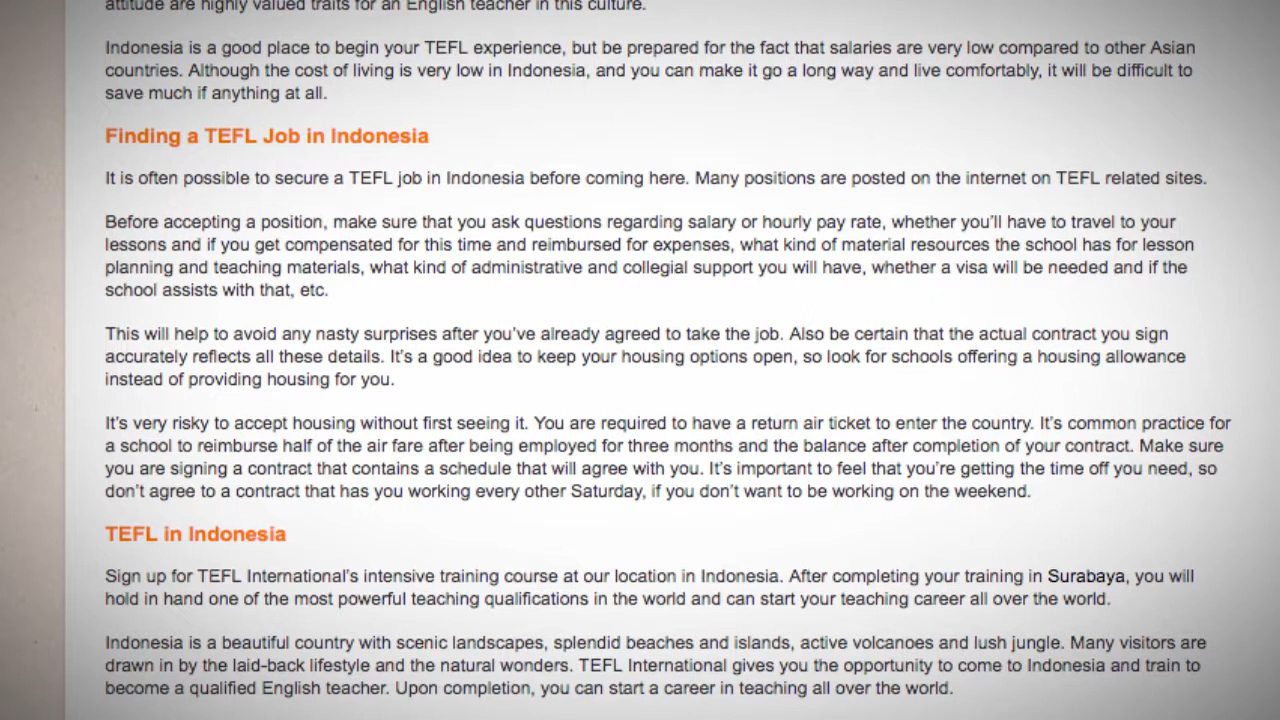 attitude are highly valued traits for an English teacher in this culture.
Indonesia is a good place to begin your TEFL experience, but be prepared for the fact that salaries are very low compared to other Asian
countries. Although the cost of living is very low in Indonesia, and you can make it go a long way and live comfortably, it will be difficult to
save much if anything at all.
Finding a TEFL Job in Indonesia
It is often possible to secure a TEFL job in Indonesia before coming here. Many positions are posted on the internet on TEFL related sites.
Before accepting a position, make sure that you ask questions regarding salary or hourly pay rate, whether you’ll have to travel to your
lessons and if you get compensated for this time and reimbursed for expenses, what kind of material resources the school has for lesson
planning and teaching materials, what kind of administrative and collegial support you will have, whether a visa will be needed and if the
school assists with that, etc.
This will help to avoid any nasty surprises after you’ve already agreed to take the job. Also be certain that the actual contract you sign
accurately reflects all these details. It’s a good idea to keep your housing options open, so look for schools offering a housing allowance
instead of providing housing for you.
It’s very risky to accept housing without first seeing it. You are required to have a return air ticket to enter the country. It’s common practice for
a school to reimburse half of the air fare after being employed for three months and the balance after completion of your contract. Make sure
you are signing a contract that contains a schedule that will agree with you. It’s important to feel that you’re getting the time off you need, so
don’t agree to a contract that has you working every other Saturday, if you don’t want to be working on the weekend.
TEFL in Indonesia
Sign up for TEFL International’s intensive training course at our location in Indonesia. After completing your training in Surabaya, you will
hold in hand one of the most powerful teaching qualifications in the world and can start your teaching career all over the world.
Indonesia is a beautiful country with scenic landscapes, splendid beaches and islands, active volcanoes and lush jungle. Many visitors are
drawn in by the laid-back lifestyle and the natural wonders. TEFL International gives you the opportunity to come to Indonesia and train to
become a qualified English teacher. Upon completion, you can start a career in teaching all over the world.